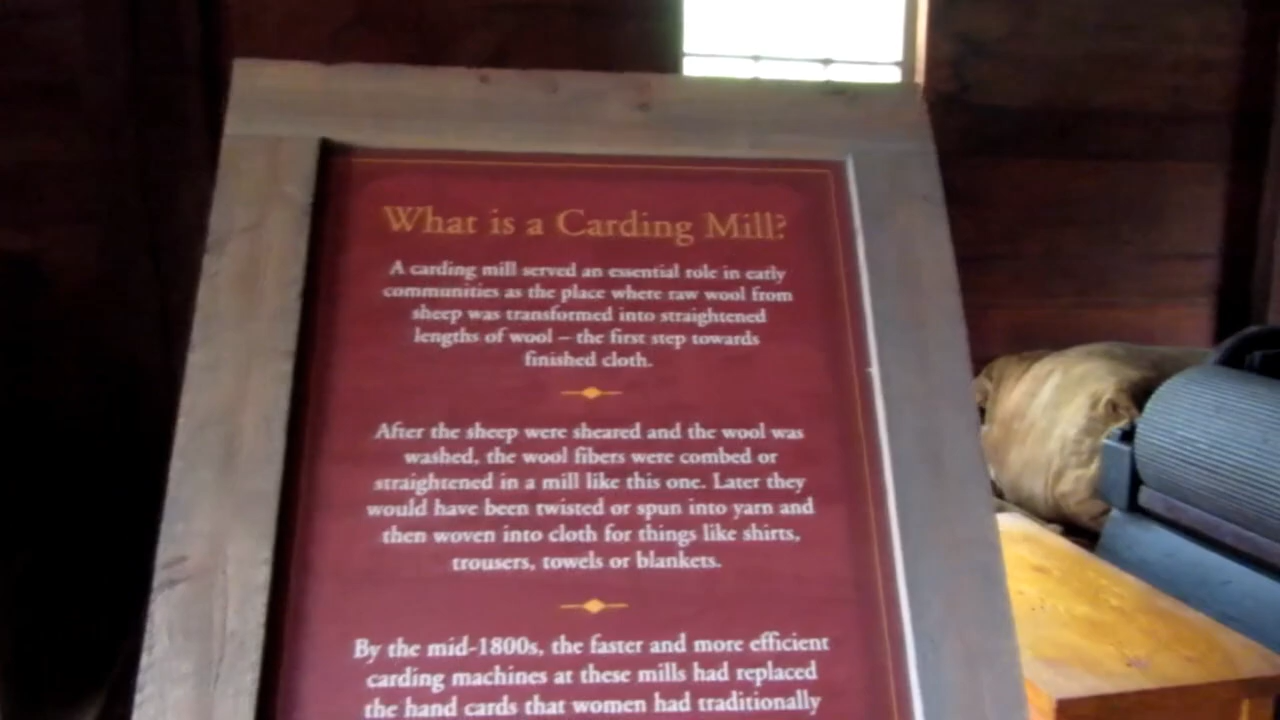 What is a Carding Mill?
A carding mill served an essential role in early
communities as the place where raw wool from
sheep was transformed into straightened
lengths of wool – the first step towards
finished cloth.
After the sheep were sheared and the wool was
washed, the wool fibers were combed or
straightened in a mill like this one. Later they
would have been twisted or spun into yarn and
then woven into cloth for things like shirts,
trousers, towels or blankets.
By the mid-1800s, the faster and more efficient
carding machines at these mills had replaced
the hand cards that women had traditionally